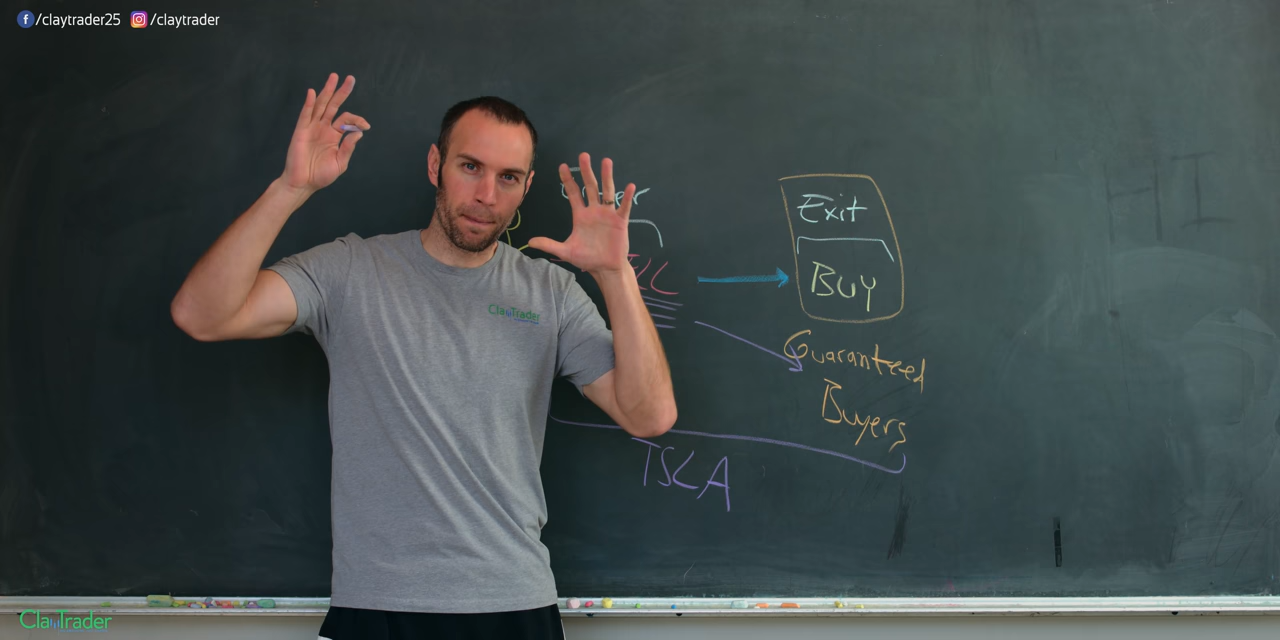 /claytrader25 /claytrader
Exit
BUY
Guaranteed
Buyers
TSLA
ClayTrader
ClayTrader